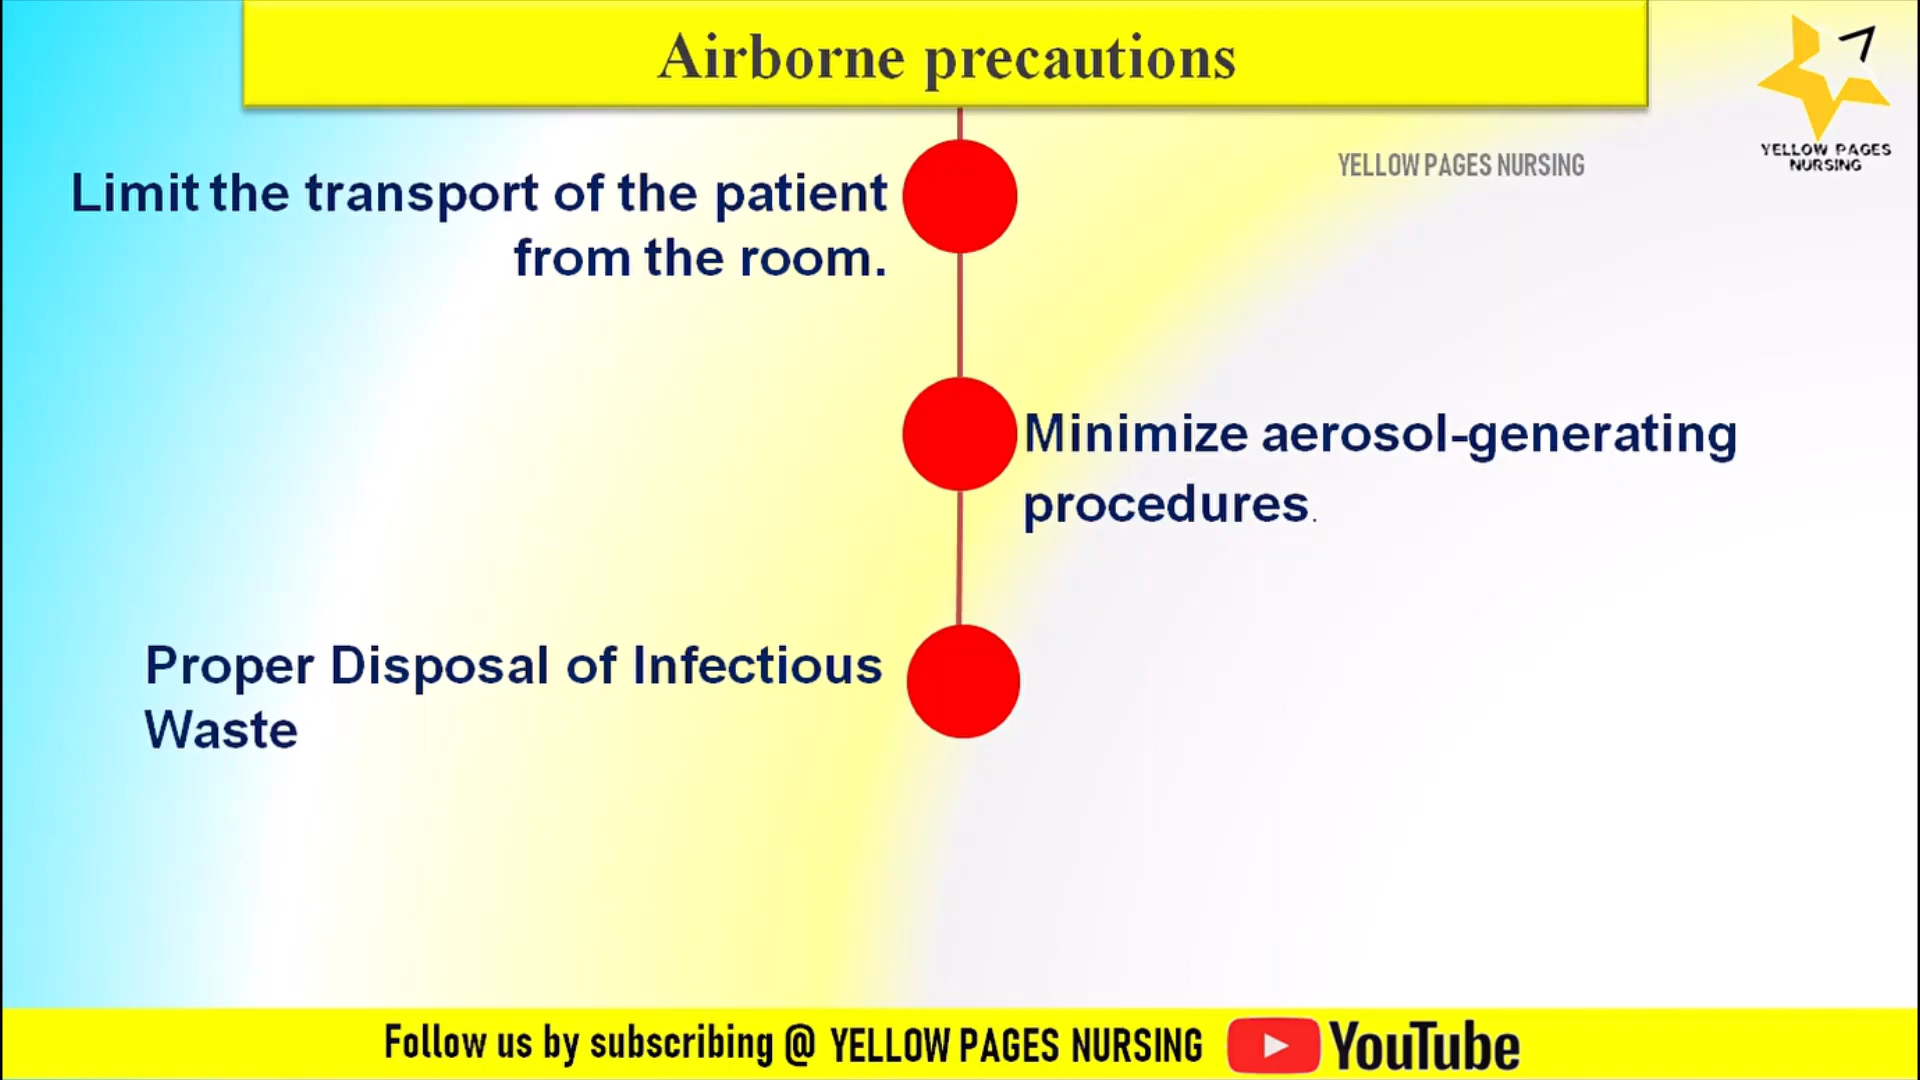 Airborne precautions
YELLOW PAGES
NURSING
YELLOW PAGES NURSING
Limit the transport of the patient
from the room.
Minimize aerosol-generating
procedures.
Proper Disposal of Infectious
Waste
Follow us by subscribing @ YELLOW PAGES NURSING YouTube